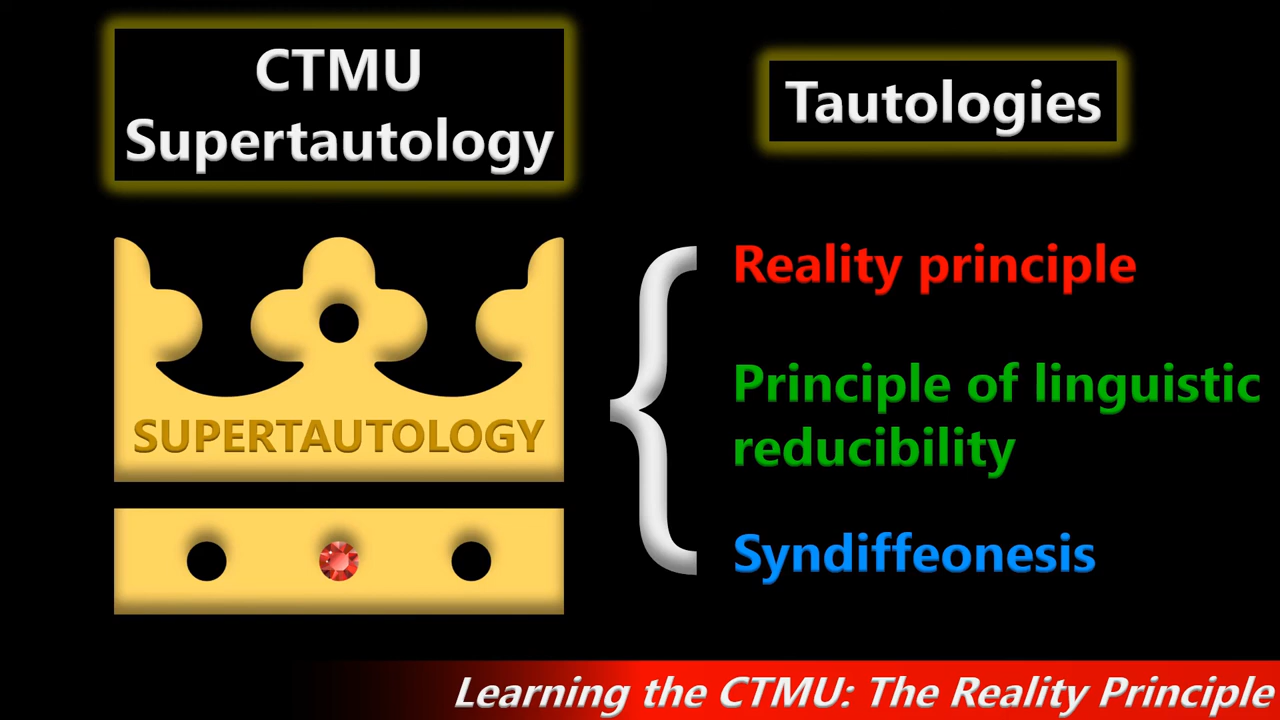 CTMU
Supertautology
Tautologies
SUPERTAUTOLOGY
Reality principle
Principle of linguistic
reducibility
Syndiffeonesis
Learning the CTMU: The Reality Principle